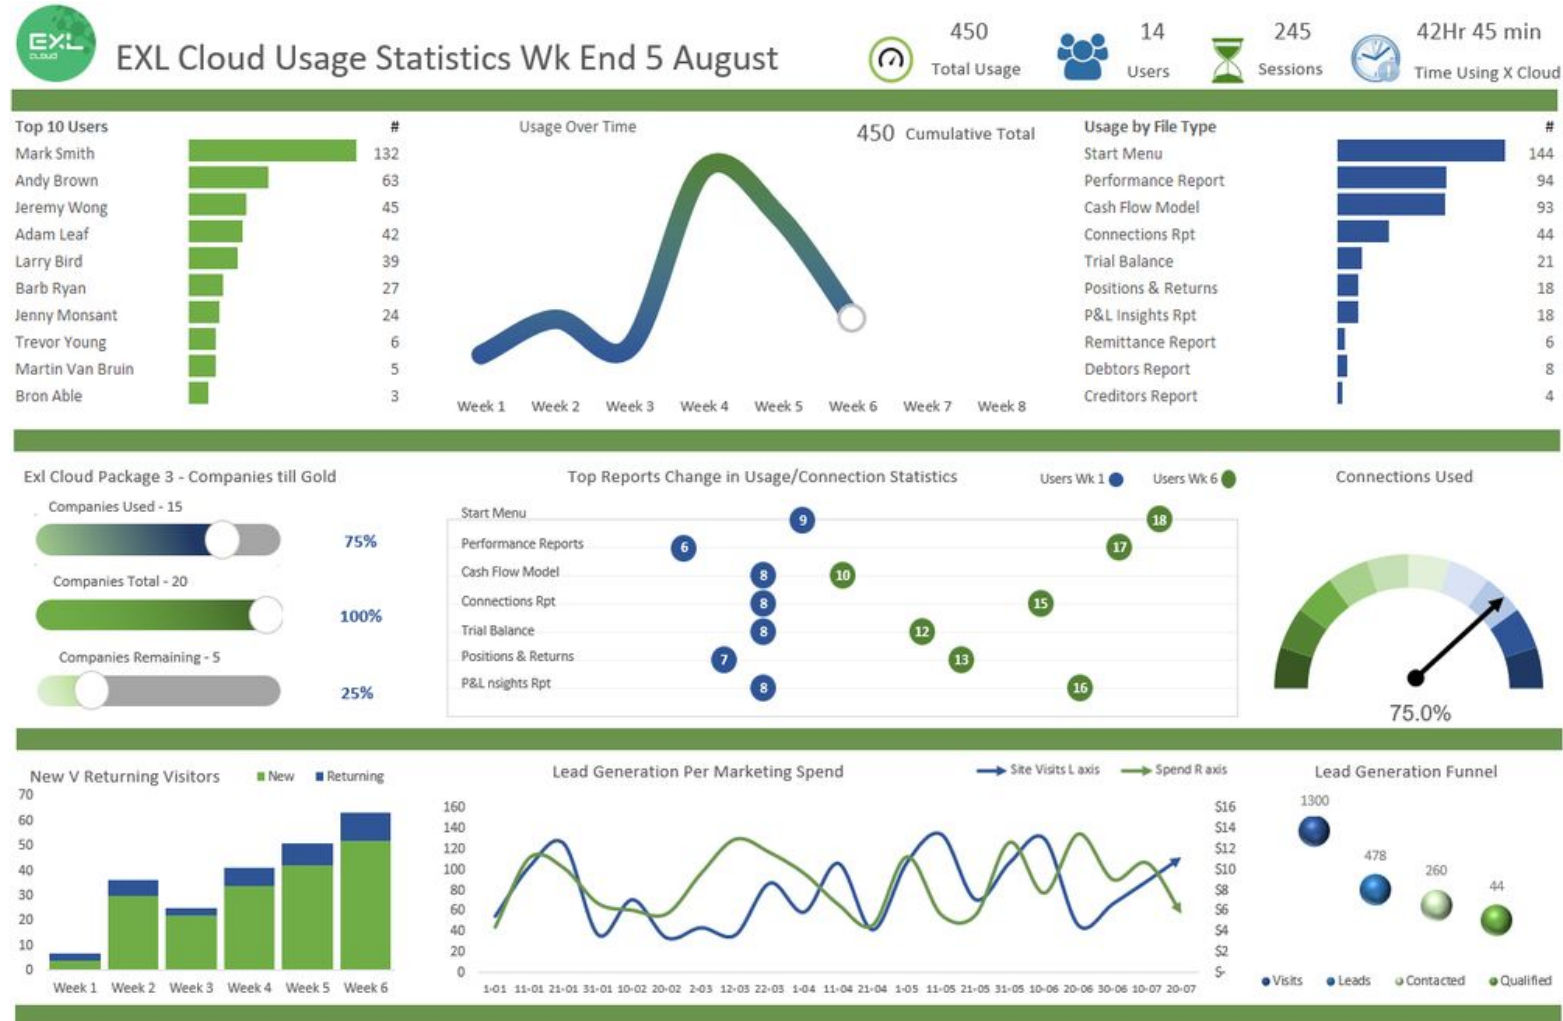 EXL
CLOUD
EXL Cloud Usage Statistics Wk End 5 August
450
Total Usage
14
Users
245
Sessions
42Hr 45 min
Time Using X Cloud
Top 10 Users #
Mark Smith 132
Andy Brown 63
Jeremy Wong 45
Adam Leaf 42
Larry Bird 39
Barb Ryan 27
Jenny Monsant 24
Trevor Young 6
Martin Van Bruin 5
Bron Able 3
Usage Over Time
450 Cumulative Total
Week 1 Week 2 Week 3 Week 4 Week 5 Week 6 Week 7 Week 8
Usage by File Type #
Start Menu 144
Performance Report 94
Cash Flow Model 93
Connections Rpt 44
Trial Balance 21
Positions & Returns 18
P&L Insights Rpt 18
Remittance Report 6
Debtors Report 8
Creditors Report 4
Exl Cloud Package 3 - Companies till Gold
Companies Used - 15
75%
Companies Total - 20
100%
Companies Remaining - 5
25%
Top Reports Change in Usage/Connection Statistics
Users Wk 1 Users Wk 6
Start Menu 9 18
Performance Reports 6 17
Cash Flow Model 8 10
Connections Rpt 8 15
Trial Balance 8 12
Positions & Returns 7 13
P&L nsights Rpt 8 16
Connections Used
75.0%
New V Returning Visitors
New Returning
70
60
50
40
30
20
10
0
Week 1 Week 2 Week 3 Week 4 Week 5 Week 6
Lead Generation Per Marketing Spend
Site Visits L axis Spend R axis
160 $16
140 $14
120 $12
100 $10
80 $8
60 $6
40 $4
20 $2
0 $-
1-01 11-01 21-01 31-01 10-02 20-02 2-03 12-03 22-03 1-04 11-04 21-04 1-05 11-05 21-05 31-05 10-06 20-06 30-06 10-07 20-07
Lead Generation Funnel
1300
478
260
44
Visits Leads Contacted Qualified